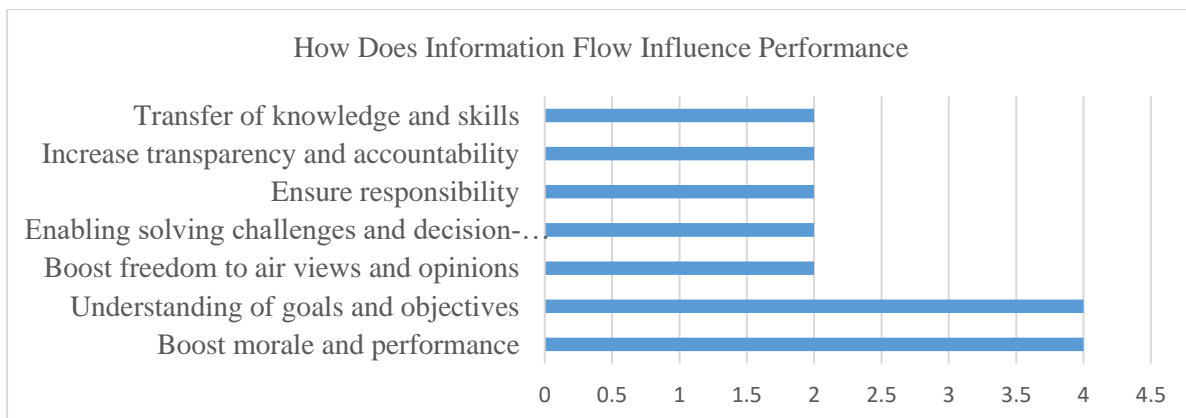 How Does Information Flow Influence Performance
Transfer of knowledge and skills
Increase transparency and accountability
Ensure responsibility
Enabling solving challenges and decision-…
Boost freedom to air views and opinions
Understanding of goals and objectives
Boost morale and performance
0 0.5 1 1.5 2 2.5 3 3.5 4 4.5